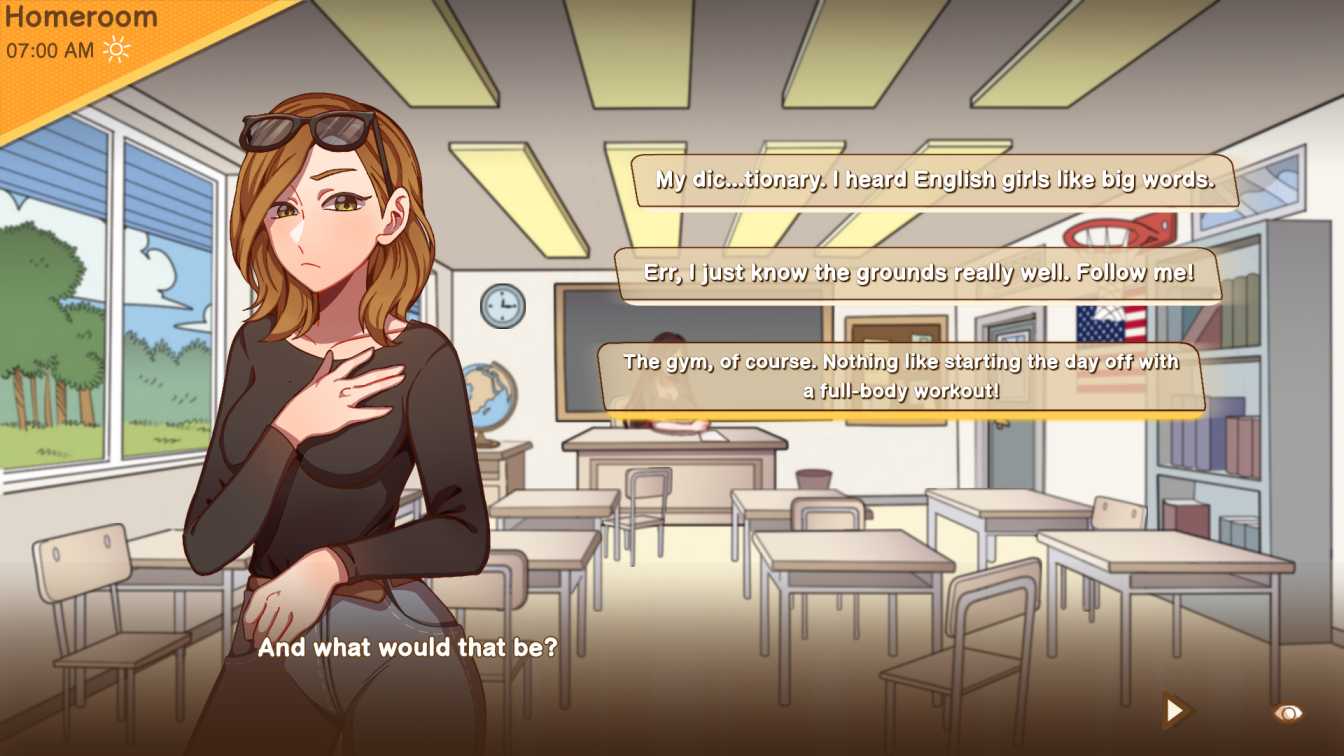 Homeroom
07:00 AM
My dic...tionary. I heard English girls like big words.
Err, I just know the grounds really well. Follow me!
The gym, of course. Nothing like starting the day off with
a full-body workout!
And what would that be?